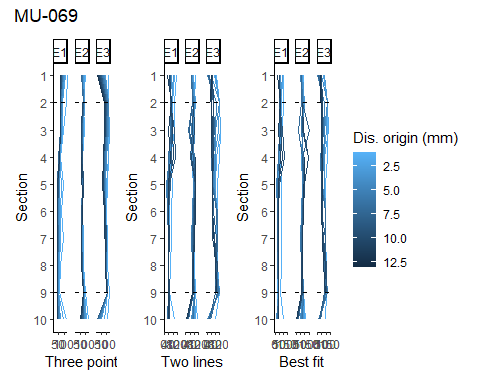 MU-069
E1 E2 E3 E1 E2 E3 E1 E2 E3
1 1 1
2 2 2
3 3 3
4 4 4
5 5 5
6 6 6
7 7 7
8 8 8
9 9 9
10 10 10
Section Section Section
Three point Two lines Best fit
Dis. origin (mm)
2.5
5.0
7.5
10.0
12.5